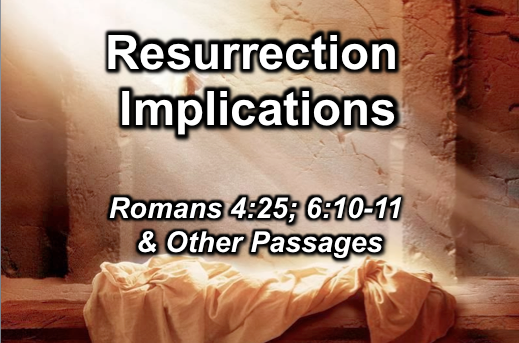 Resurrection
Implications
Romans 4:25; 6:10-11
& Other Passages